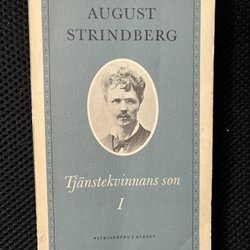 AUGUST
STRINDBERG
Tjänstekvinnans son
I